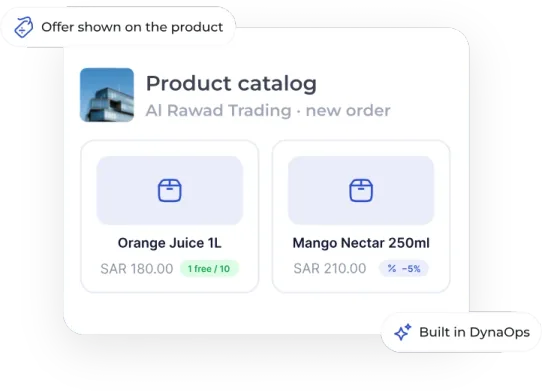 Offer shown on the product
Product catalog
Al Rawad Trading · new order
Orange Juice 1L
SAR 180.00 1 free / 10
Mango Nectar 250ml
SAR 210.00 % −5%
Built in DynaOps